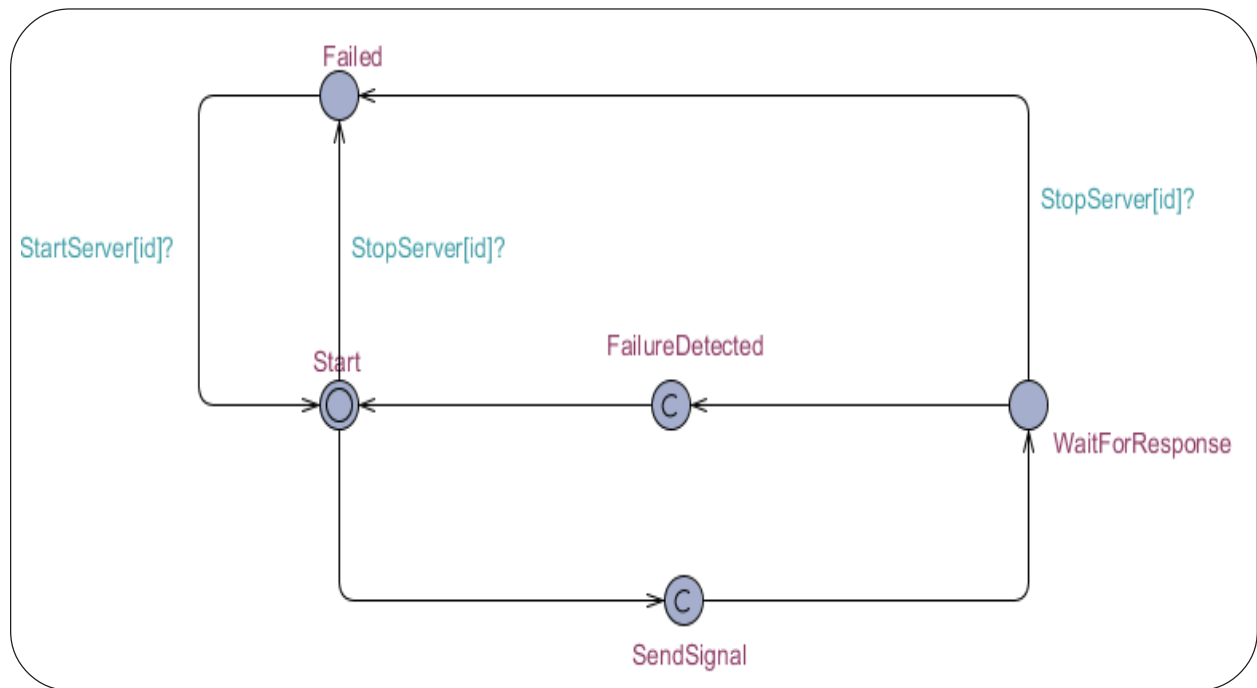 Failed
StopServer[id]?
StartServer[id]?
StopServer[id]?
FailureDetected
Start
C
WaitForResponse
C
SendSignal